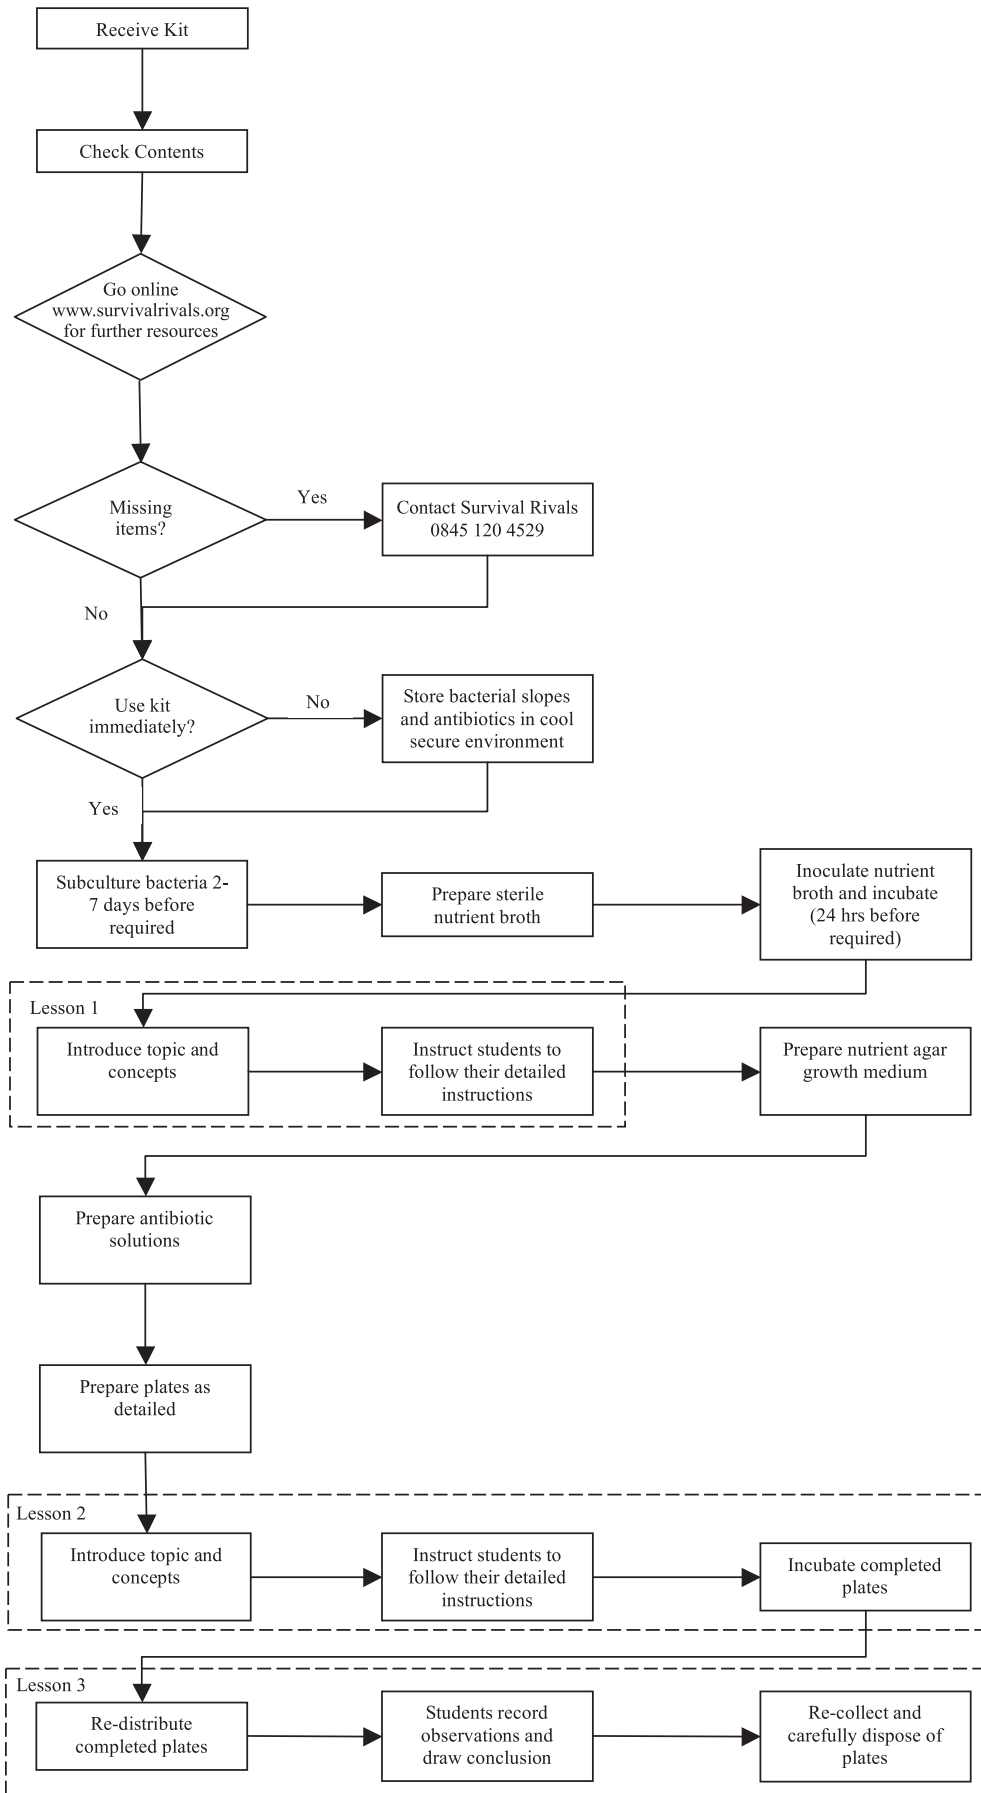 Receive Kit
Check Contents
Go online
www.survivalrivals.org
for further resources
Missing
items?
Yes
Contact Survival Rivals
0845 120 4529
No
Use kit
immediately?
No
Store bacterial slopes
and antibiotics in cool
secure environment
Yes
Subculture bacteria 2-
7 days before
required
Prepare sterile
nutrient broth
Inoculate nutrient
broth and incubate
(24 hrs before
required)
Lesson 1
Introduce topic and
concepts
Instruct students to
follow their detailed
instructions
Prepare nutrient agar
growth medium
Prepare antibiotic
solutions
Prepare plates as
detailed
Lesson 2
Introduce topic and
concepts
Instruct students to
follow their detailed
instructions
Incubate completed
plates
Lesson 3
Re-distribute
completed plates
Students record
observations and
draw conclusion
Re-collect and
carefully dispose of
plates